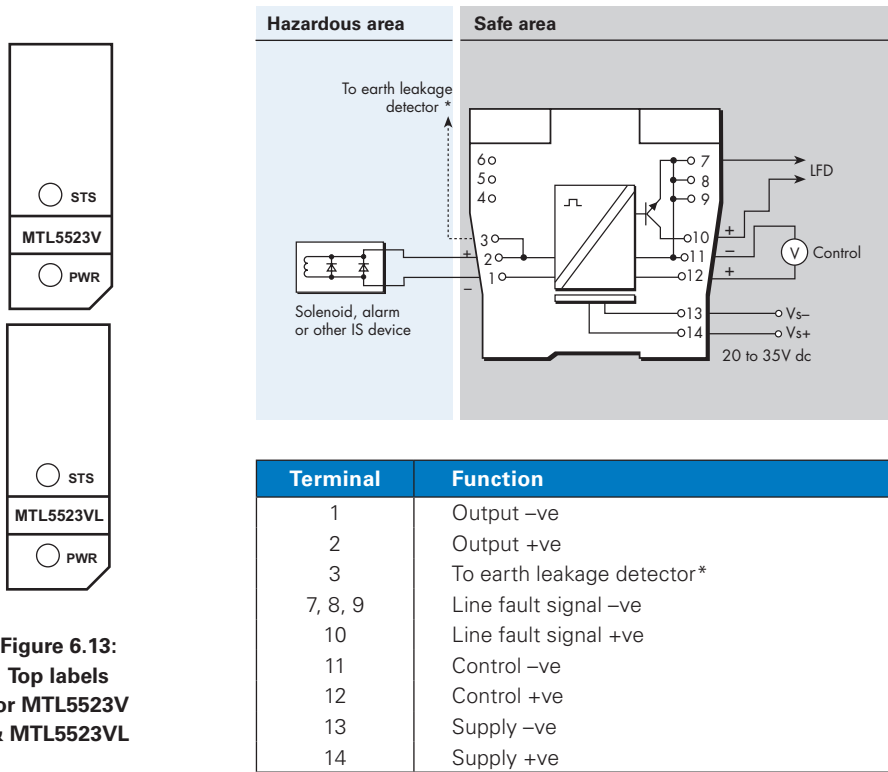 STS
MTL5523V
PWR
STS
MTL5523VL
PWR
Figure 6.13:
Top labels
or MTL5523V
& MTL5523VL
Hazardous area
Safe area
To earth leakage
detector *
6
5
4
3
+
2
1
–
Solenoid, alarm
or other IS device
7
8
9
10
+
11
–
12
+
13
14
LFD
V
Control
Vs–
Vs+
20 to 35V dc
Terminal Function
1 Output –ve
2 Output +ve
3 To earth leakage detector*
7, 8, 9 Line fault signal –ve
10 Line fault signal +ve
11 Control –ve
12 Control +ve
13 Supply –ve
14 Supply +ve